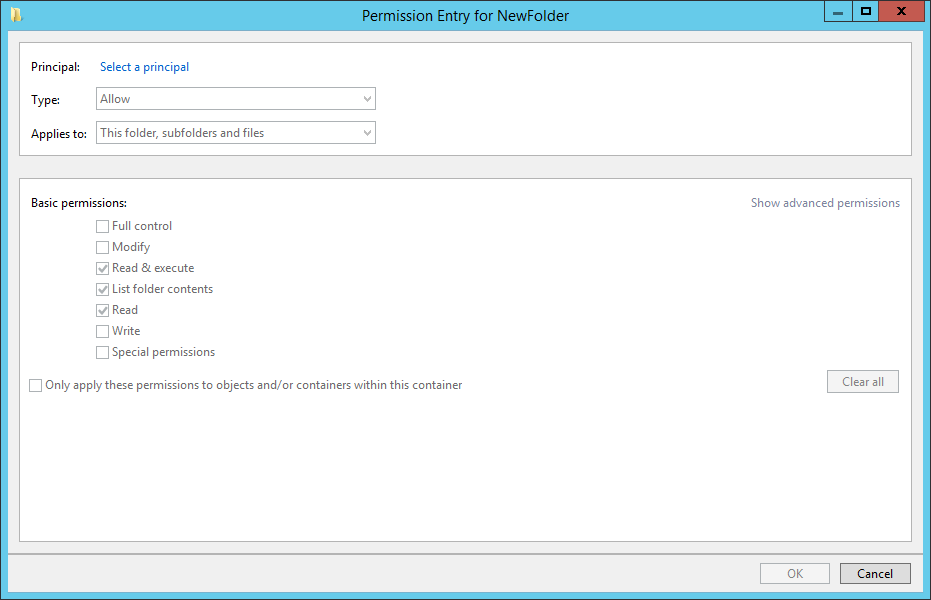 Permission Entry for NewFolder
Principal: Select a principal
Type: Allow
Applies to: This folder, subfolders and files
Basic permissions: Show advanced permissions
Full control
Modify
Read & execute
List folder contents
Read
Write
Special permissions
Only apply these permissions to objects and/or containers within this container Clear all
OK Cancel